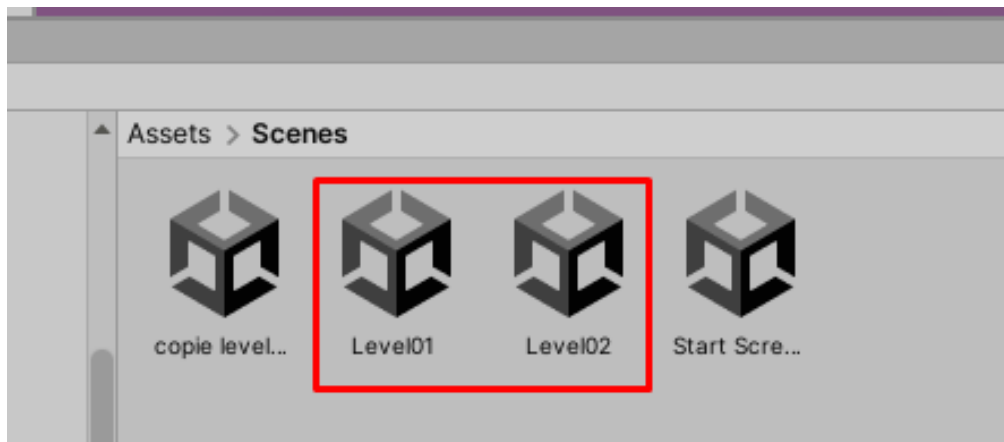 Assets > Scenes
copie level...
Level01
Level02
Start Scre...